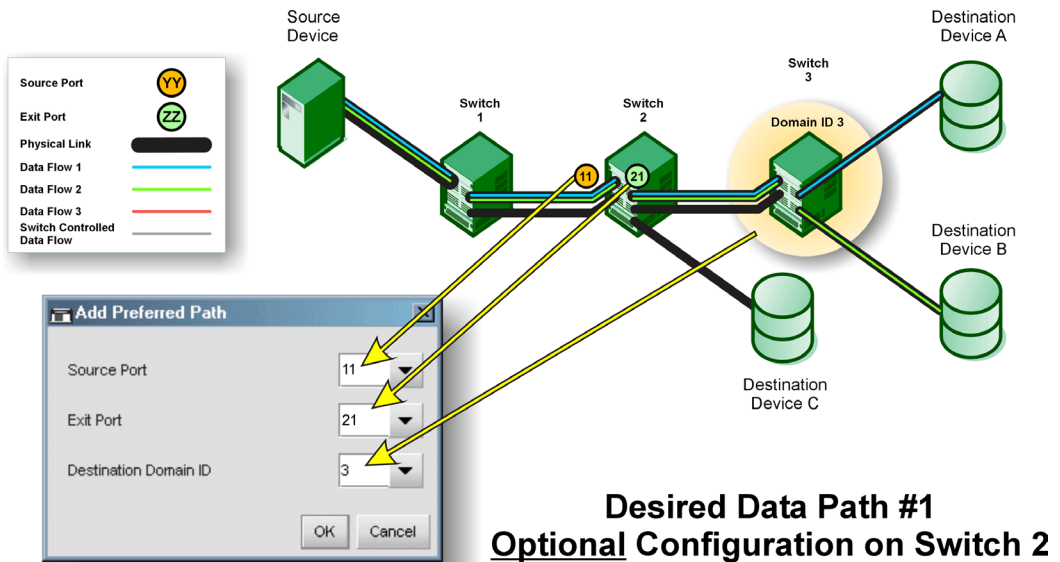 Source
Device
Destination
Device A
Switch
3
Source Port
YY
Exit Port
ZZ
Physical Link
Data Flow 1
Data Flow 2
Data Flow 3
Switch Controlled
Data Flow
Switch
1
Switch
2
Domain ID 3
11
21
Destination
Device B
Destination
Device C
Add Preferred Path
X
Source Port
11
Exit Port
21
Destination Domain ID
3
OK
Cancel
Desired Data Path #1
Optional Configuration on Switch 2